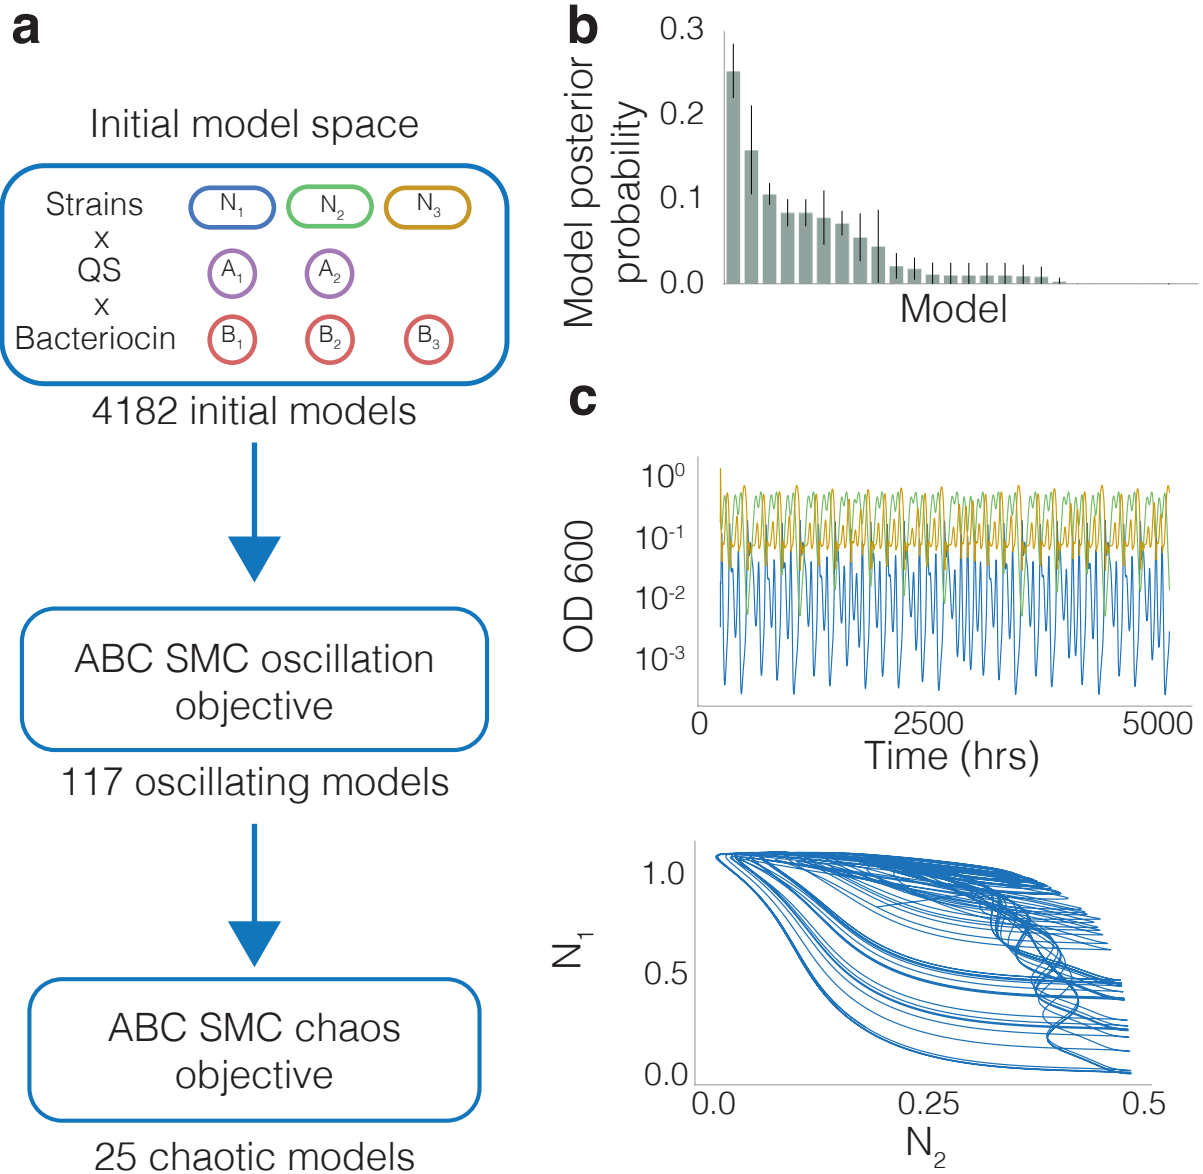 a
Initial model space
Strains
N1
N2
N3
x
QS
A1
A2
x
Bacteriocin
B1
B2
B3
4182 initial models
ABC SMC oscillation
objective
117 oscillating models
ABC SMC chaos
objective
25 chaotic models
b
Model posterior
probability
0.3
0.2
0.1
0.0
Model
c
OD 600
10^0
10^-1
10^-2
10^-3
0
2500
5000
Time (hrs)
N1
1.0
0.5
0.0
0.0
0.25
0.5
N2